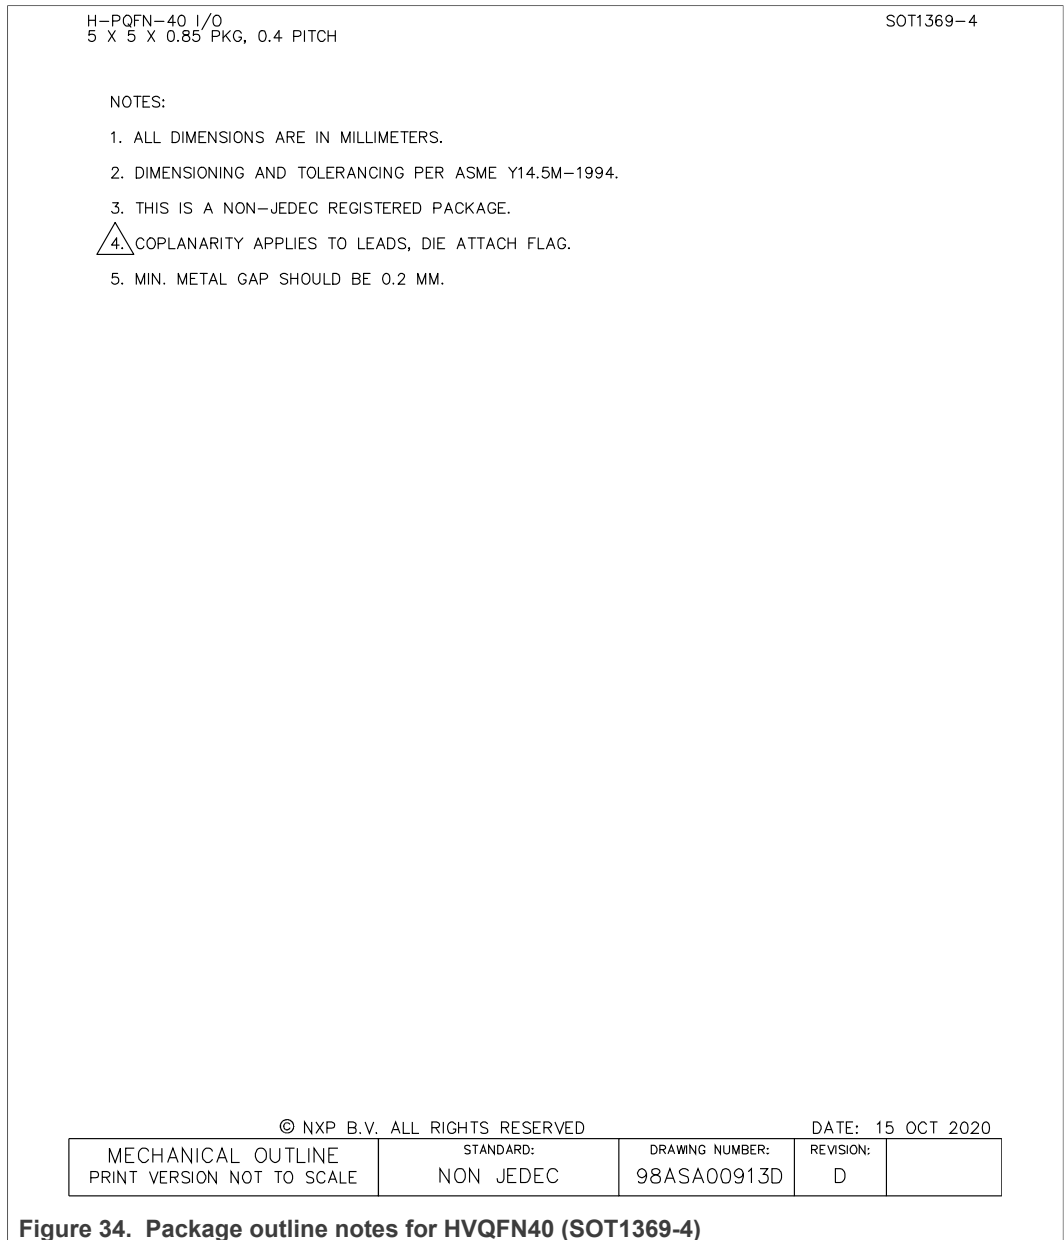 H-PQFN-40 I/O SOT1369-4
5 X 5 X 0.85 PKG, 0.4 PITCH
NOTES:
1. ALL DIMENSIONS ARE IN MILLIMETERS.
2. DIMENSIONING AND TOLERANCING PER ASME Y14.5M-1994.
3. THIS IS A NON-JEDEC REGISTERED PACKAGE.
4. COPLANARITY APPLIES TO LEADS, DIE ATTACH FLAG.
5. MIN. METAL GAP SHOULD BE 0.2 MM.
© NXP B.V. ALL RIGHTS RESERVED DATE: 15 OCT 2020
MECHANICAL OUTLINE STANDARD: DRAWING NUMBER: REVISION:
PRINT VERSION NOT TO SCALE NON JEDEC 98ASA00913D D
Figure 34. Package outline notes for HVQFN40 (SOT1369-4)